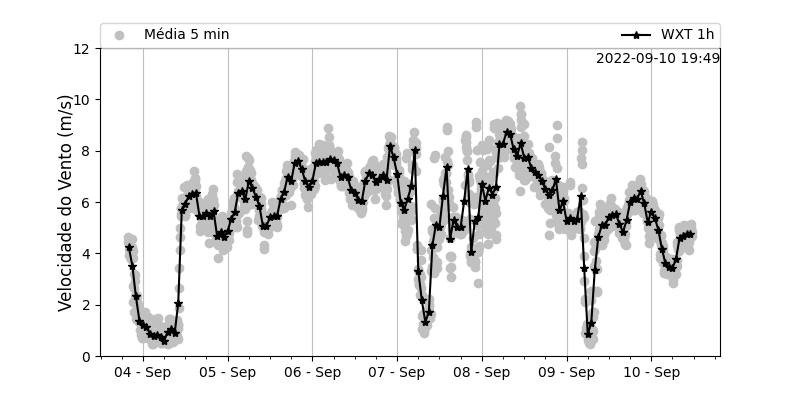 Média 5 min
WXT 1h
2022-09-10 19:49
Velocidade do Vento (m/s)
12
10
8
6
4
2
0
04 - Sep
05 - Sep
06 - Sep
07 - Sep
08 - Sep
09 - Sep
10 - Sep